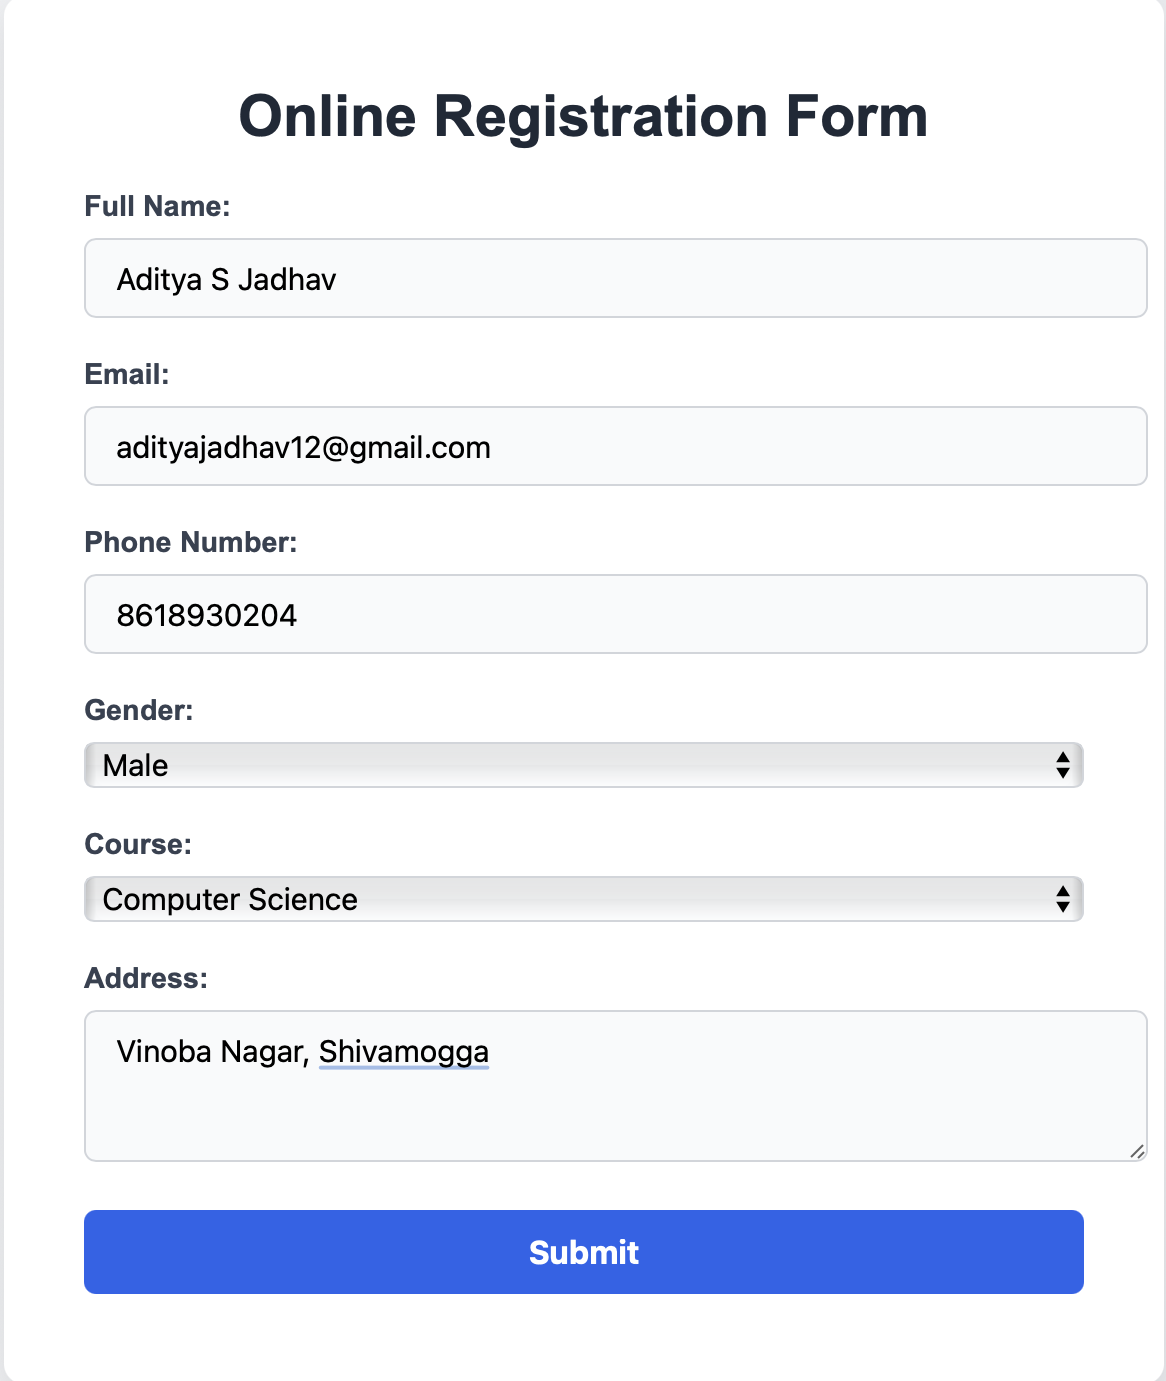 Online Registration Form
Full Name:
Aditya S Jadhav
Email:
adityajadhav12@gmail.com
Phone Number:
8618930204
Gender:
Male
Course:
Computer Science
Address:
Vinoba Nagar, Shivamogga
Submit